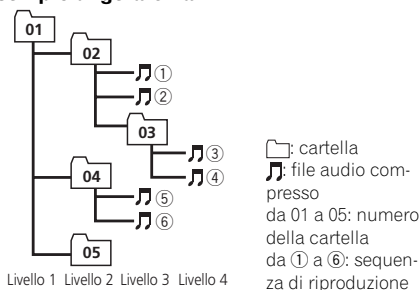 01
02
①
②
03
③
④
04
⑤
⑥
05
Livello 1 Livello 2 Livello 3 Livello 4
: cartella
: file audio com-
presso
da 01 a 05: numero
della cartella
da ① a ⑥: sequen-
za di riproduzione